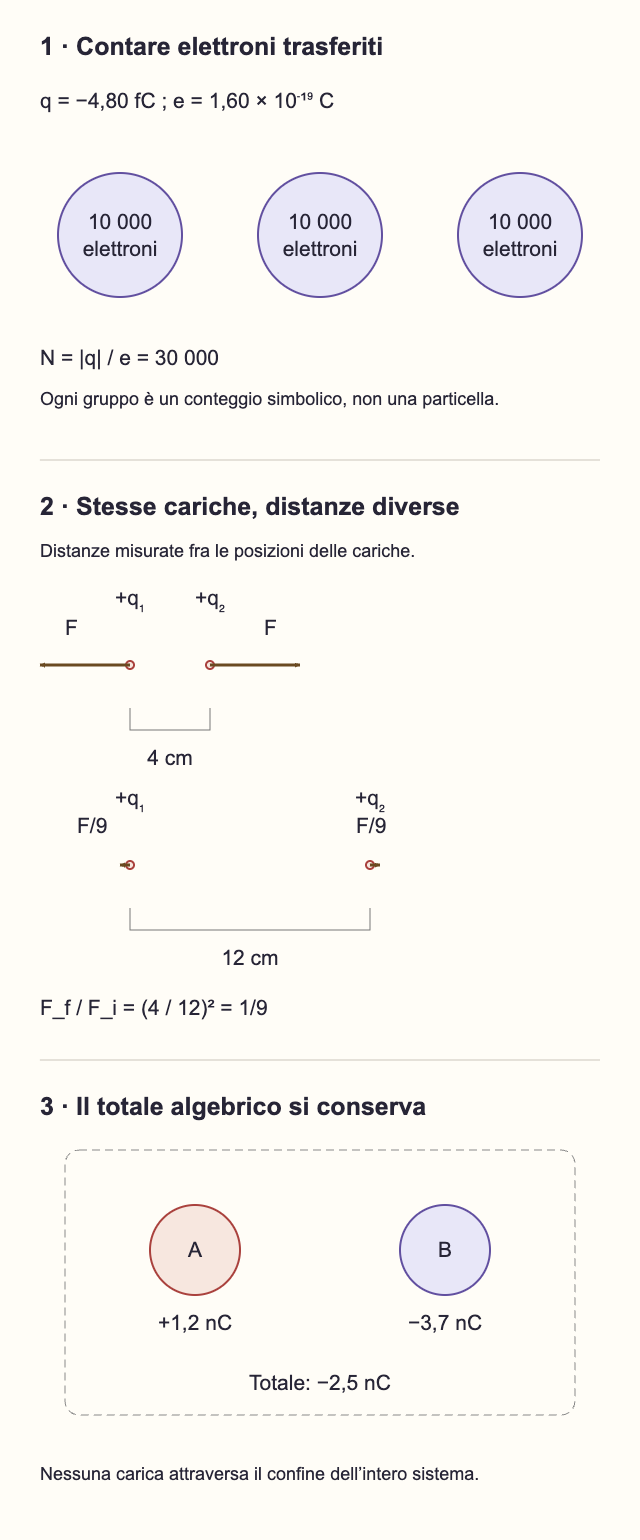 1 · Contare elettroni trasferiti
q = −4,80 fC ; e = 1,60 × 10⁻¹⁹ C
10 000 10 000 10 000
elettroni elettroni elettroni
N = |q| / e = 30 000
Ogni gruppo è un conteggio simbolico, non una particella.
2 · Stesse cariche, distanze diverse
Distanze misurate fra le posizioni delle cariche.
+q₁ +q₂
F F
4 cm
+q₁ +q₂
F/9 F/9
12 cm
F_f / F_i = (4 / 12)² = 1/9
3 · Il totale algebrico si conserva
A B
+1,2 nC −3,7 nC
Totale: −2,5 nC
Nessuna carica attraversa il confine dell’intero sistema.